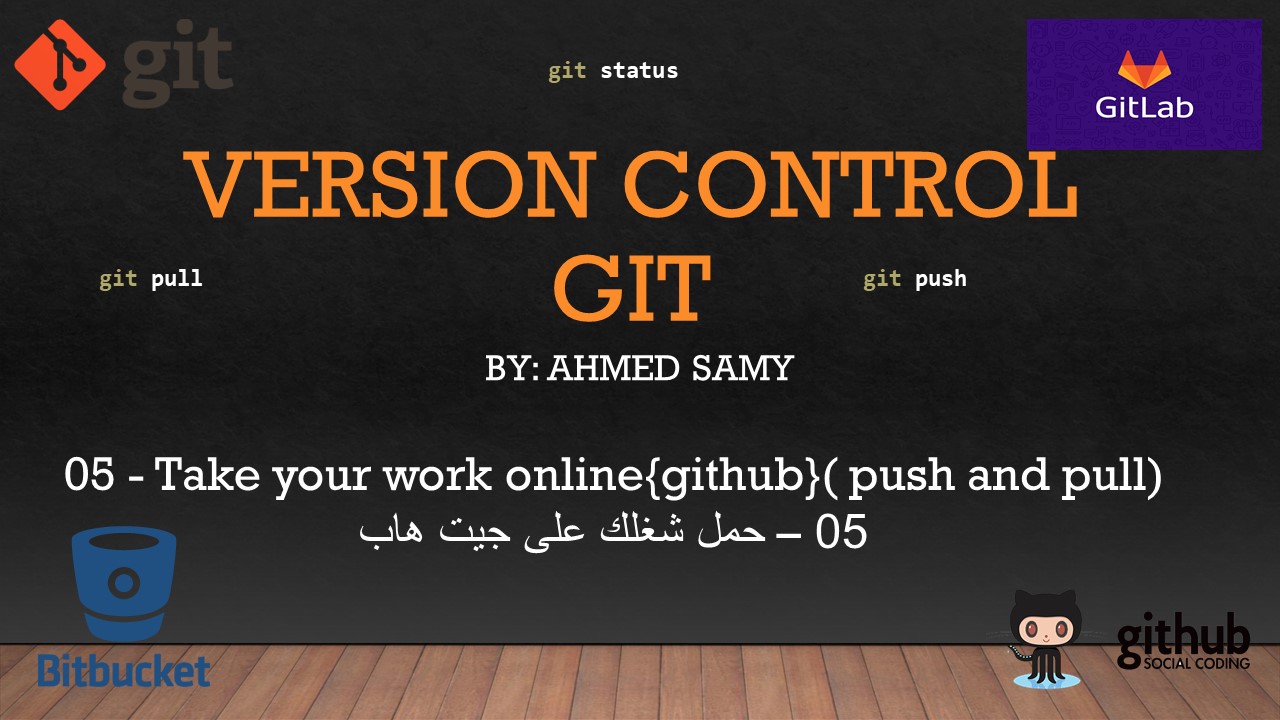 git
git status
GitLab
VERSION CONTROL
GIT
git pull
git push
BY: AHMED SAMY
05 - Take your work online{github}( push and pull)
05 – حمل شغلك على جيت هاب
Bitbucket
github
SOCIAL CODING